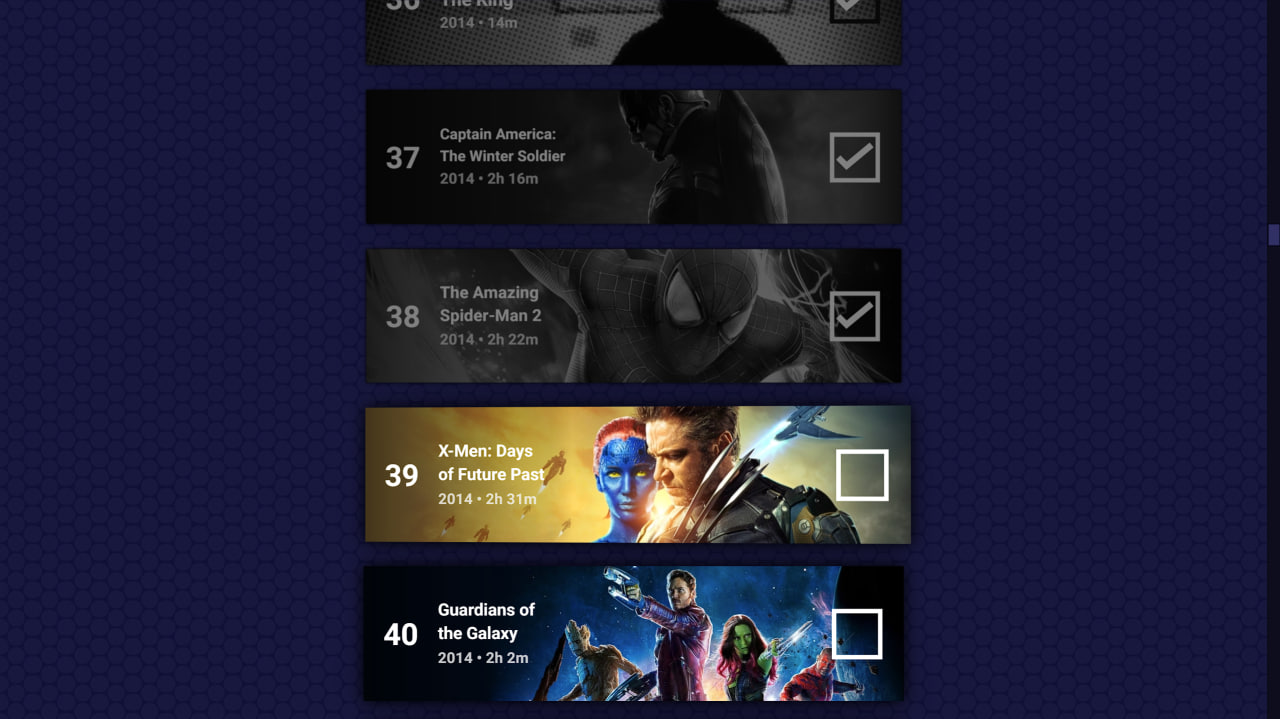 36
The King
2014 • 14m
37
Captain America:
The Winter Soldier
2014 • 2h 16m
38
The Amazing
Spider-Man 2
2014 • 2h 22m
39
X-Men: Days
of Future Past
2014 • 2h 31m
40
Guardians of
the Galaxy
2014 • 2h 2m